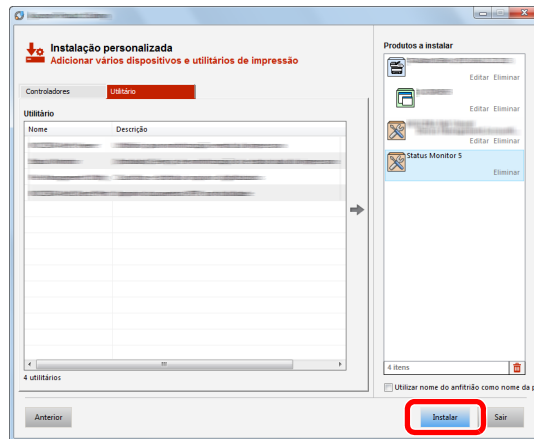 Instalação personalizada
Adicionar vários dispositivos e utilitários de impressão
Controladores
Utilitário
Utilitário
Nome
Descrição
4 utilitários
Produtos a instalar
Editar Eliminar
Editar Eliminar
Editar Eliminar
Status Monitor 5
Eliminar
4 itens
Utilizar nome do anfitrião como nome da
Anterior
Instalar
Sair